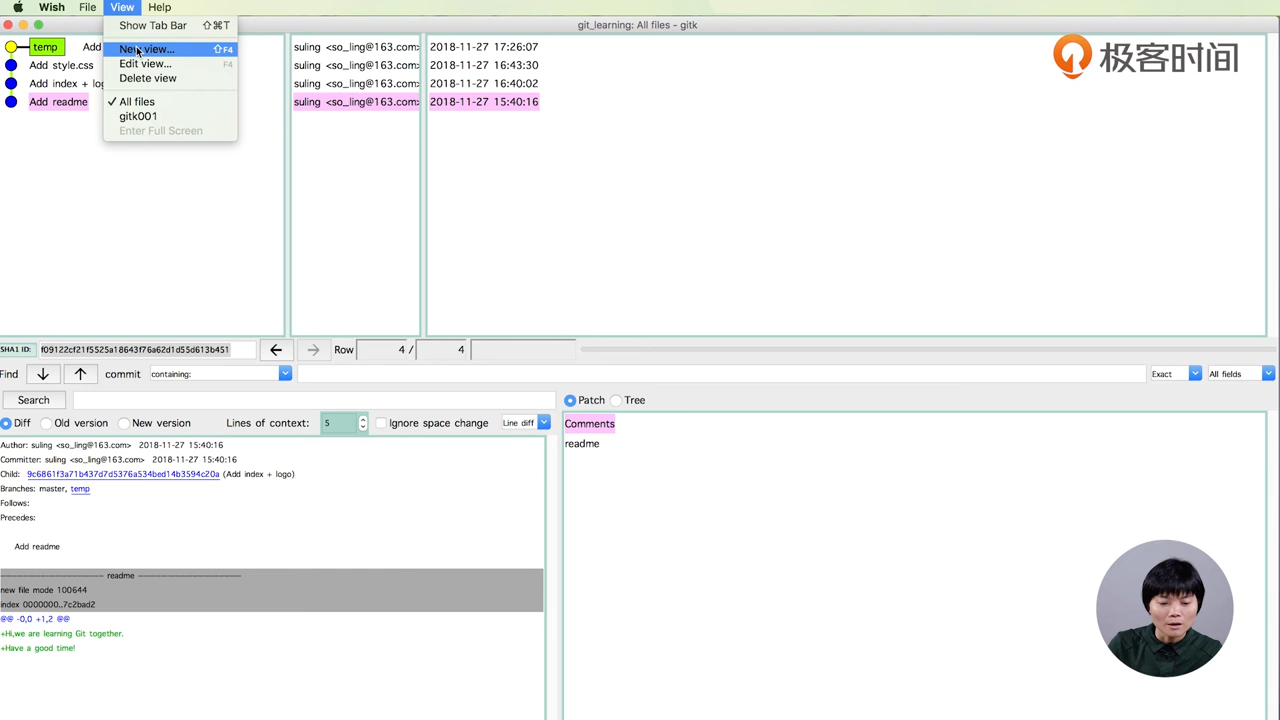 Wish File View Help
git_learning: All files - gitk
Show Tab Bar ⇧⌘T
New view... ⇧F4
Edit view... F4
Delete view
✓ All files
gitk001
Enter Full Screen
temp Add
Add style.css
Add index + log
Add readme
suling <so_ling@163.com> 2018-11-27 17:26:07
suling <so_ling@163.com> 2018-11-27 16:43:30
suling <so_ling@163.com> 2018-11-27 16:40:02
suling <so_ling@163.com> 2018-11-27 15:40:16
极客时间
SHA1 ID: f09122cf21f5525a18643f76a62d1d55d613b451 ← → Row 4 / 4
Find ↓ ↑ commit containing: Exact All fields
Search
Patch Tree
Diff Old version New version Lines of context: 5 Ignore space change Line diff
Comments
readme
Author: suling <so_ling@163.com> 2018-11-27 15:40:16
Committer: suling <so_ling@163.com> 2018-11-27 15:40:16
Child: 9c6861f3a71b437d7d5376a534bed14b3594c20a (Add index + logo)
Branches: master, temp
Follows:
Precedes:
Add readme
readme
new file mode 100644
index 0000000..7c2bad2
@@ -0,0 +1,2 @@
+Hi,we are learning Git together.
+Have a good time!